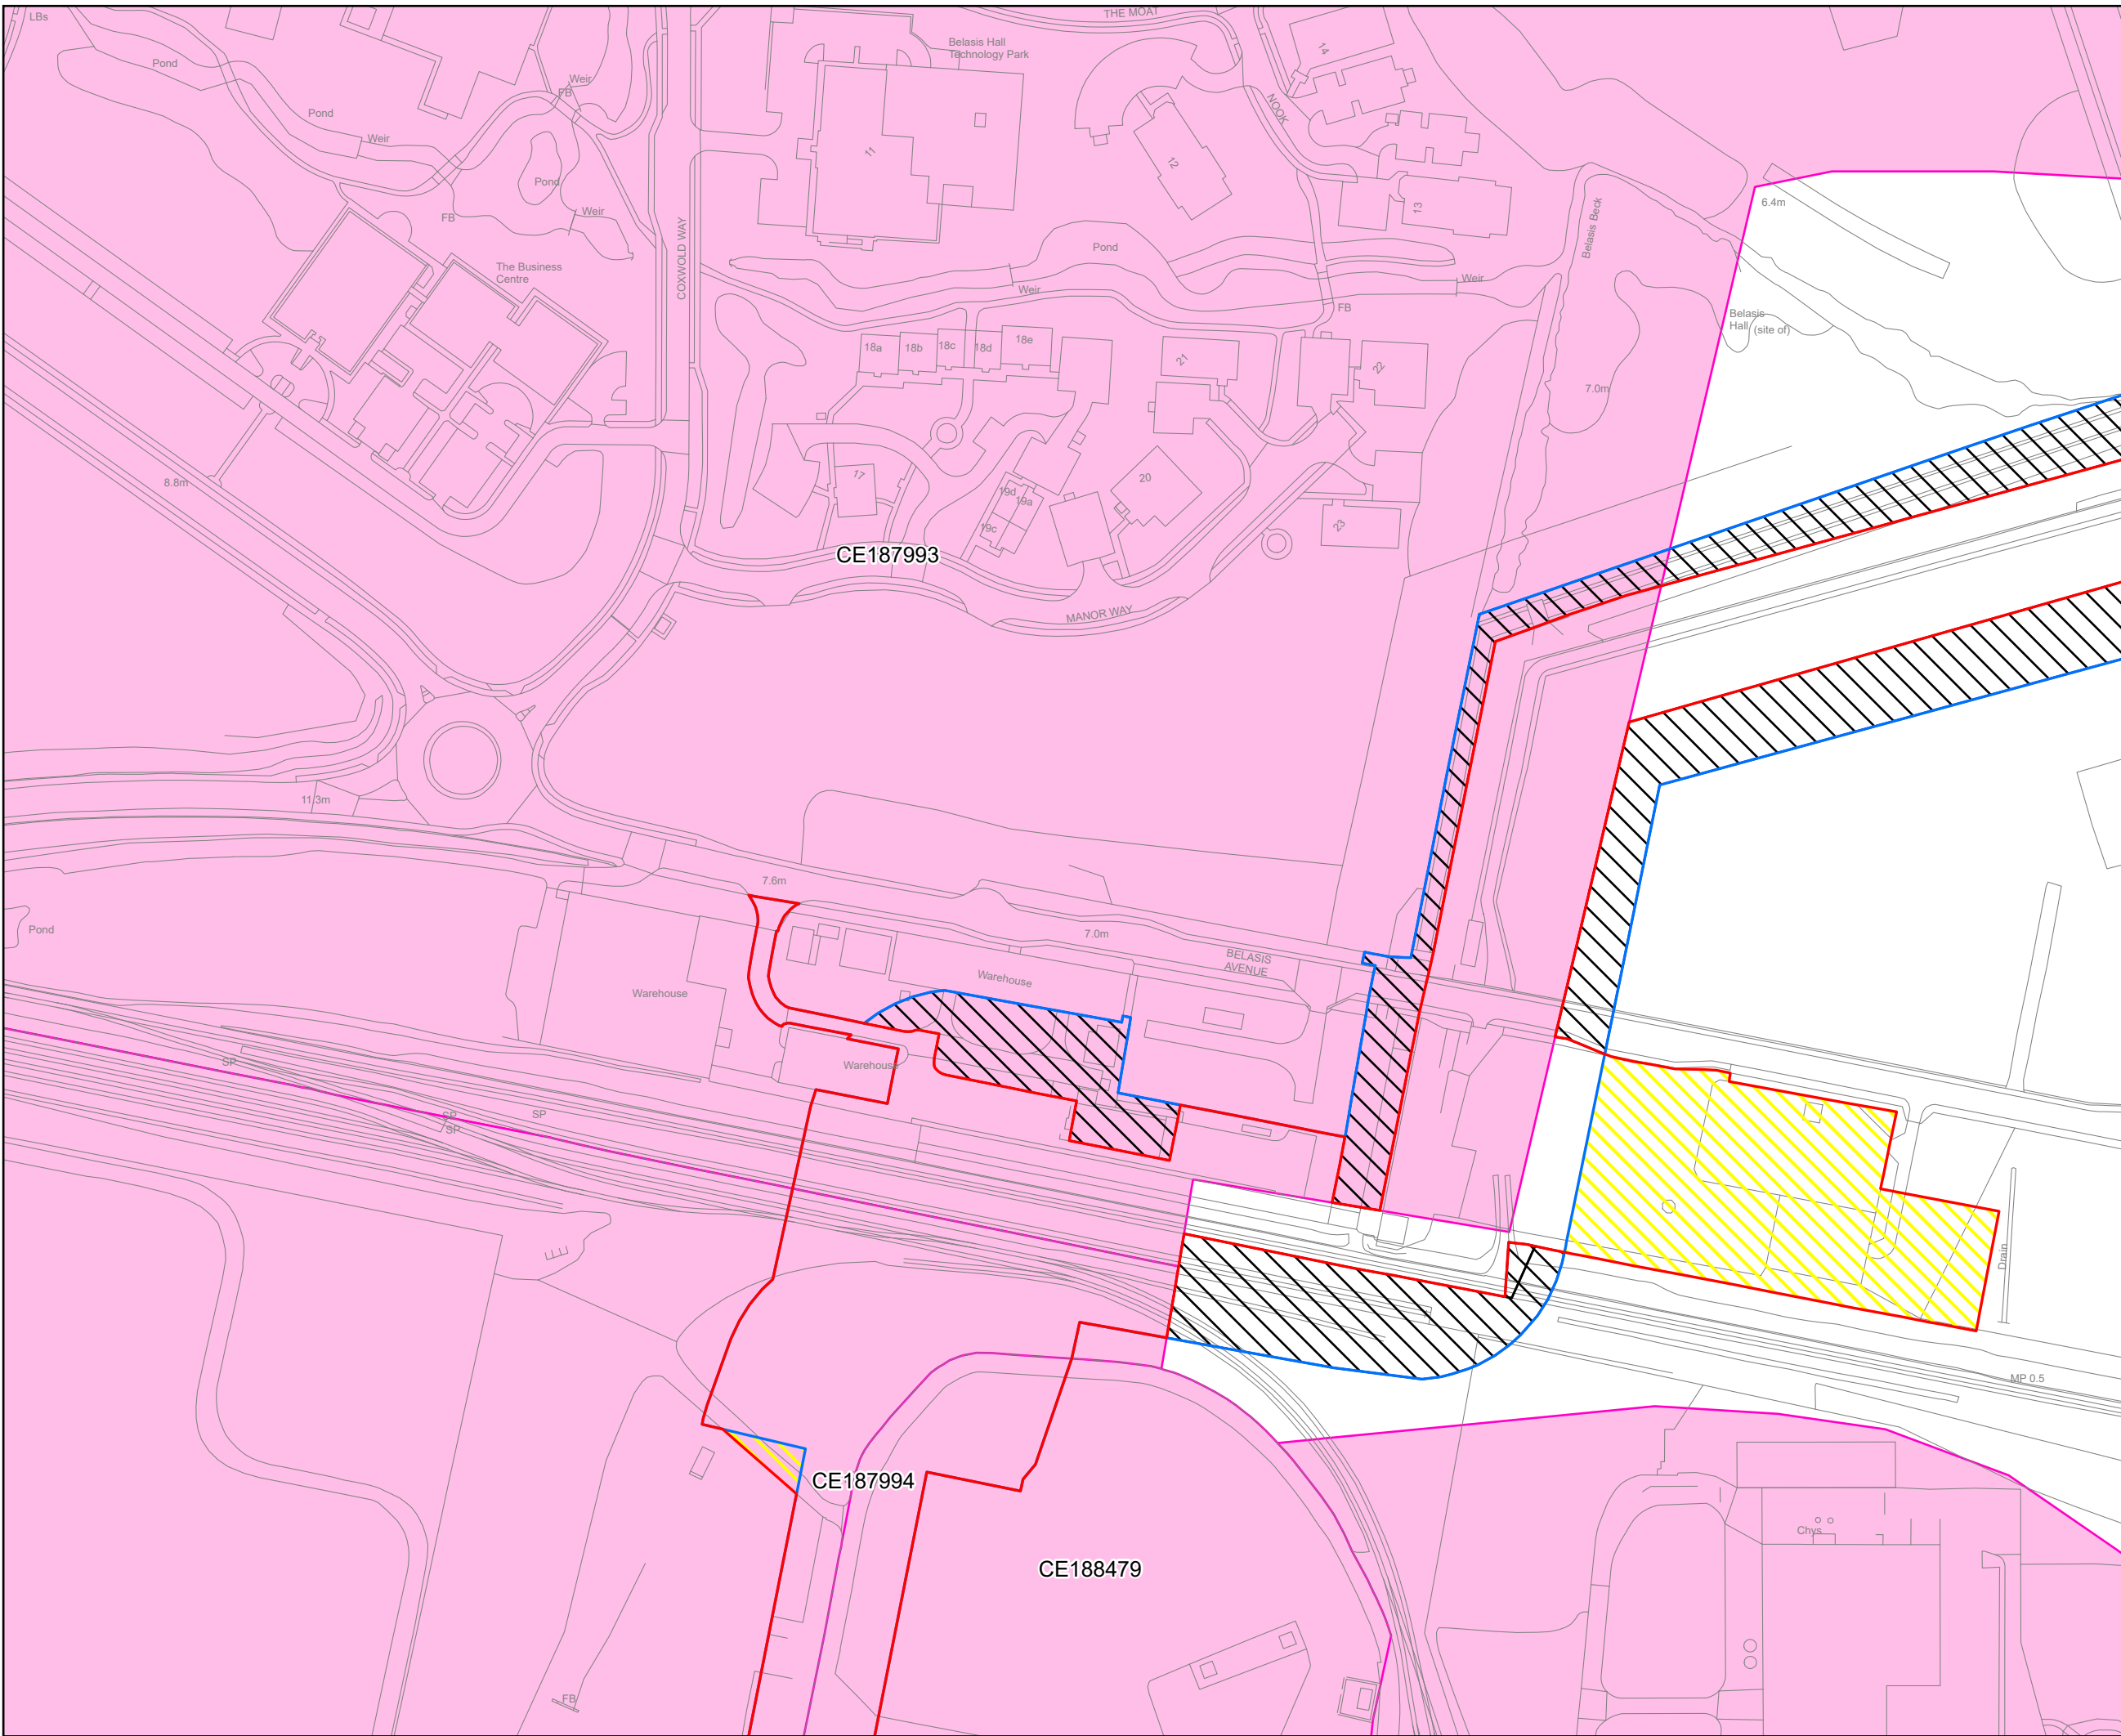 LBs
THE MOAT
Belasis Hall
Technology Park
14
Pond
Weir
FB
Pond
NOOK
Weir
11
12
Pond
6.4m
13
Weir
FB
Belasis Beck
COXWOLD WAY
Pond
The Business
Centre
Weir
Weir
FB
Belasis
Hall (site of)
18a
18b
18c
18d
18e
21
22
7.0m
17
20
8.8m
19d
19a
19c
23
CE187993
MANOR WAY
11.3m
7.6m
Pond
7.0m
BELASIS
AVENUE
Warehouse
Warehouse
SP
Warehouse
SP
SP
SP
Drain
MP 0.5
CE187994
Chys
CE188479
FB